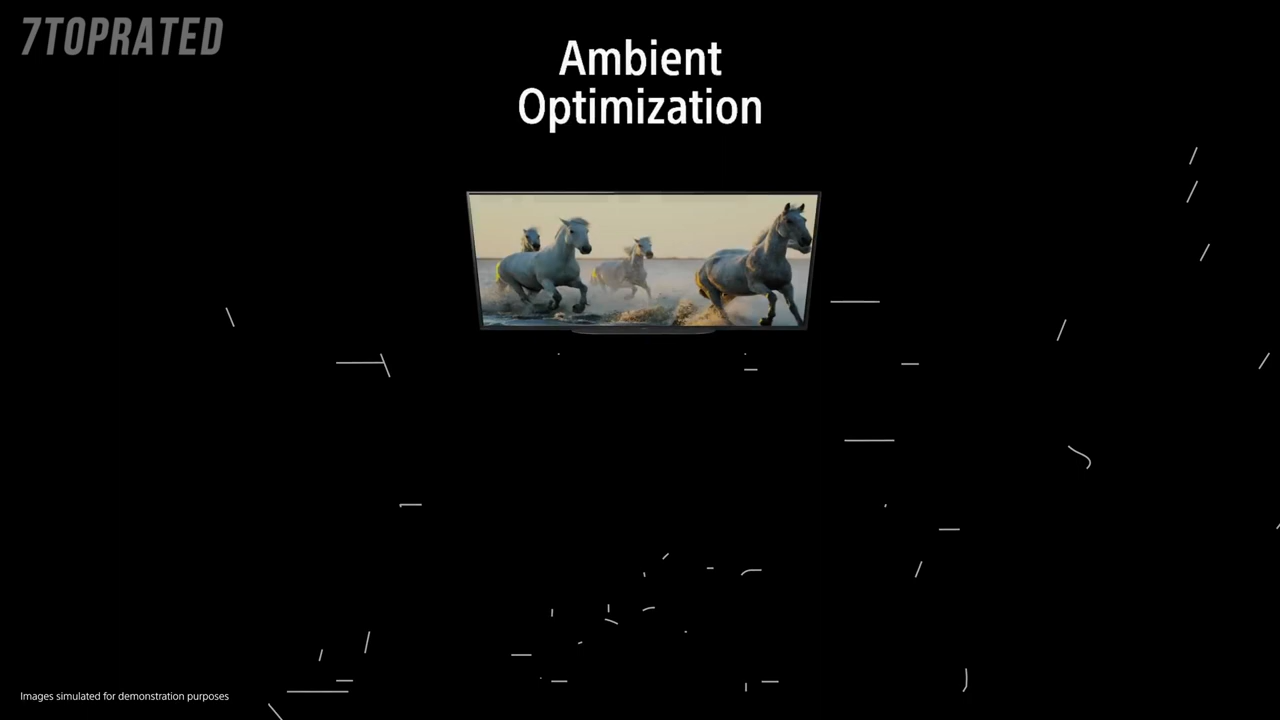 7TOPRATED
Ambient
Optimization
Images simulated for demonstration purposes